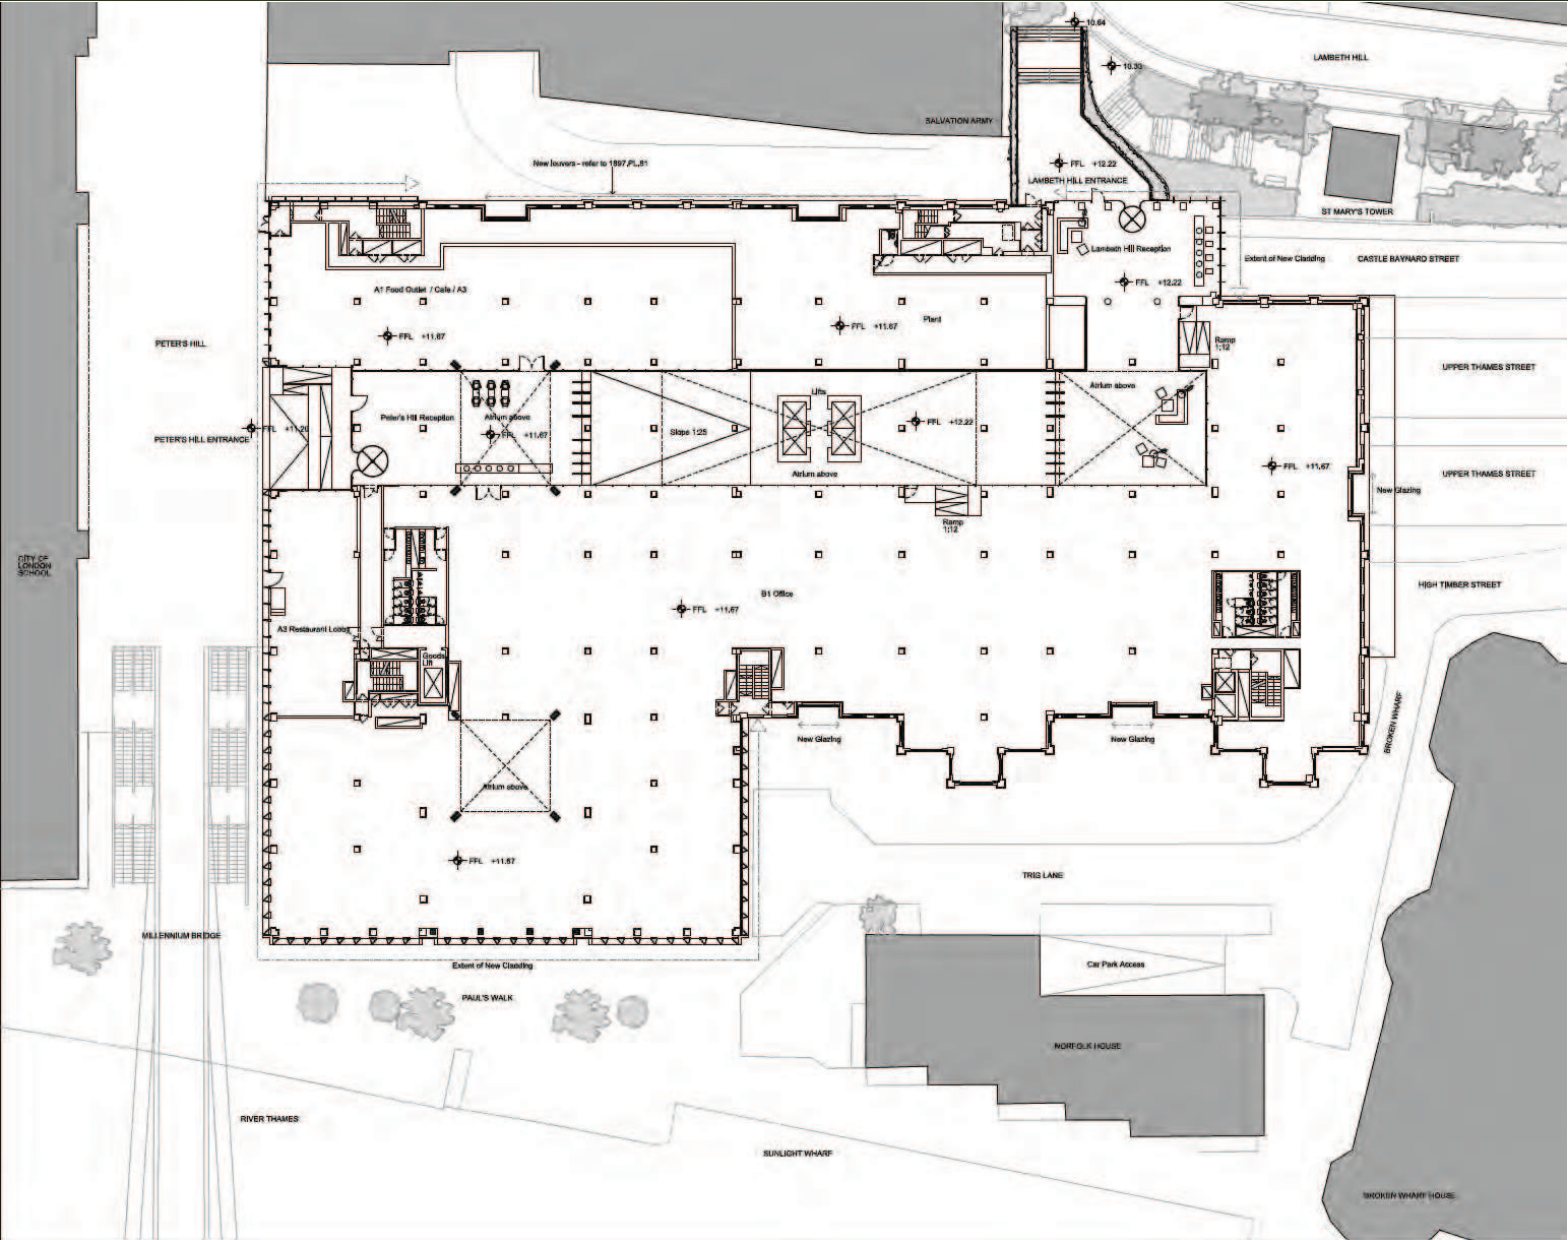 10.64
LAMBETH HILL
10.33
SALVATION ARMY
New louvers - refer to 1897.PL.81
FFL +12.22
LAMBETH HILL ENTRANCE
ST MARY'S TOWER
Lambeth Hill Reception
Extent of New Cladding
CASTLE BAYNARD STREET
A1 Food Outlet / Cafe / A3
FFL +12.22
Plant
FFL +11.67
FFL +11.67
PETER'S HILL
Ramp
1:12
UPPER THAMES STREET
Atrium above
Lifts
Peter's Hill Reception
Atrium above
FFL +11.20
PETER'S HILL ENTRANCE
FFL +11.67
Slope 1:25
FFL +12.22
Atrium above
FFL +11.67
UPPER THAMES STREET
New Glazing
Ramp
1:12
CITY OF
LONDON
SCHOOL
HIGH TIMBER STREET
B1 Office
FFL +11.67
A3 Restaurant Lobby
Goods
Lift
BROKEN WHARF
New Glazing
New Glazing
Atrium above
FFL +11.67
TRIG LANE
MILLENNIUM BRIDGE
Extent of New Cladding
Car Park Access
PAUL'S WALK
NORFOLK HOUSE
RIVER THAMES
SUNLIGHT WHARF
BROKEN WHARF HOUSE